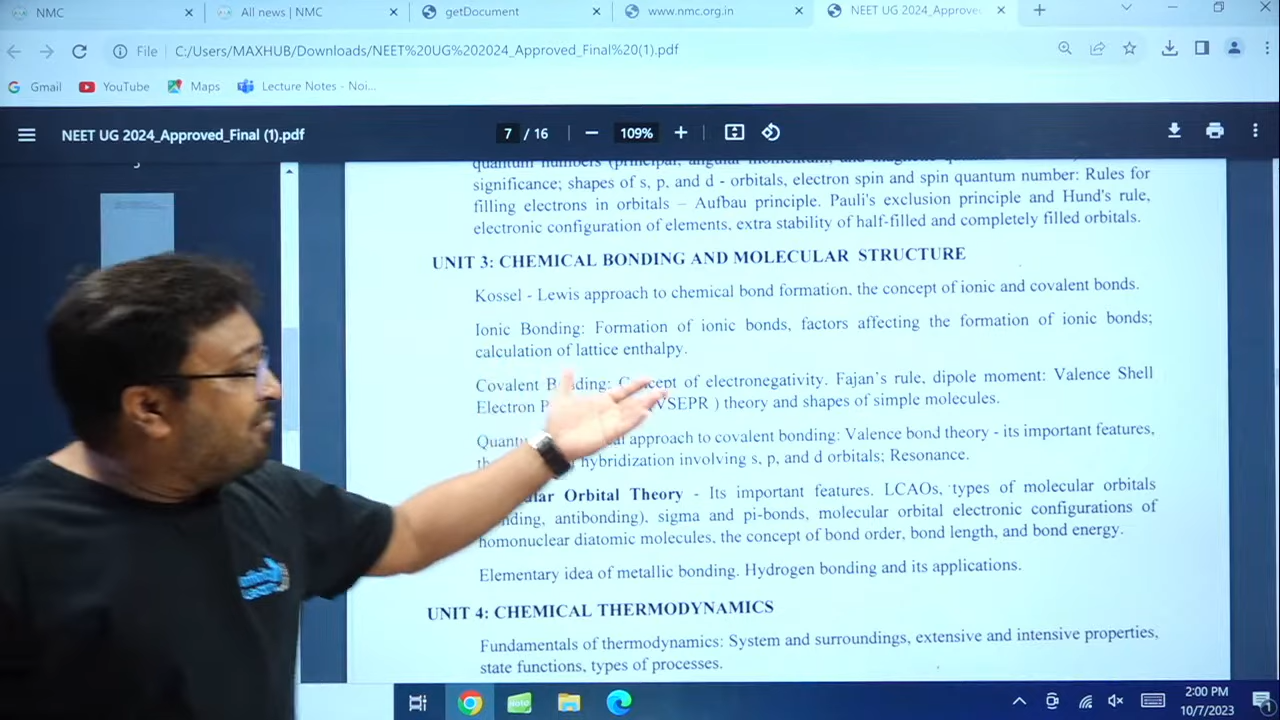 NMC
All news | NMC
getDocument
www.nmc.org.in
NEET UG 2024_Approve
File
C:/Users/MAXHUB/Downloads/NEET%20UG%202024_Approved_Final%20(1).pdf
Gmail
YouTube
Maps
Lecture Notes - Noi...
NEET UG 2024_Approved_Final (1).pdf
7 / 16
109%
quantum numbers (principal, angular momentum, and magnetic
significance; shapes of s, p, and d - orbitals, electron spin and spin quantum number: Rules for
filling electrons in orbitals – Aufbau principle. Pauli's exclusion principle and Hund's rule,
electronic configuration of elements, extra stability of half-filled and completely filled orbitals.
UNIT 3: CHEMICAL BONDING AND MOLECULAR STRUCTURE
Kossel - Lewis approach to chemical bond formation, the concept of ionic and covalent bonds.
Ionic Bonding: Formation of ionic bonds, factors affecting the formation of ionic bonds;
calculation of lattice enthalpy.
Covalent of electronegativity. Fajan's rule, dipole moment: Valence Shell
Electron VSEPR ) theory and shapes of simple molecules.
approach to covalent bonding: Valence bond theory - its important features,
hybridization involving s, p, and d orbitals; Resonance.
Orbital Theory - Its important features. LCAOs, types of molecular orbitals
antibonding), sigma and pi-bonds, molecular orbital electronic configurations of
homonuclear diatomic molecules, the concept of bond order, bond length, and bond energy.
Elementary idea of metallic bonding. Hydrogen bonding and its applications.
UNIT 4: CHEMICAL THERMODYNAMICS
Fundamentals of thermodynamics: System and surroundings, extensive and intensive properties,
state functions, types of processes.
2:00 PM
10/7/2023